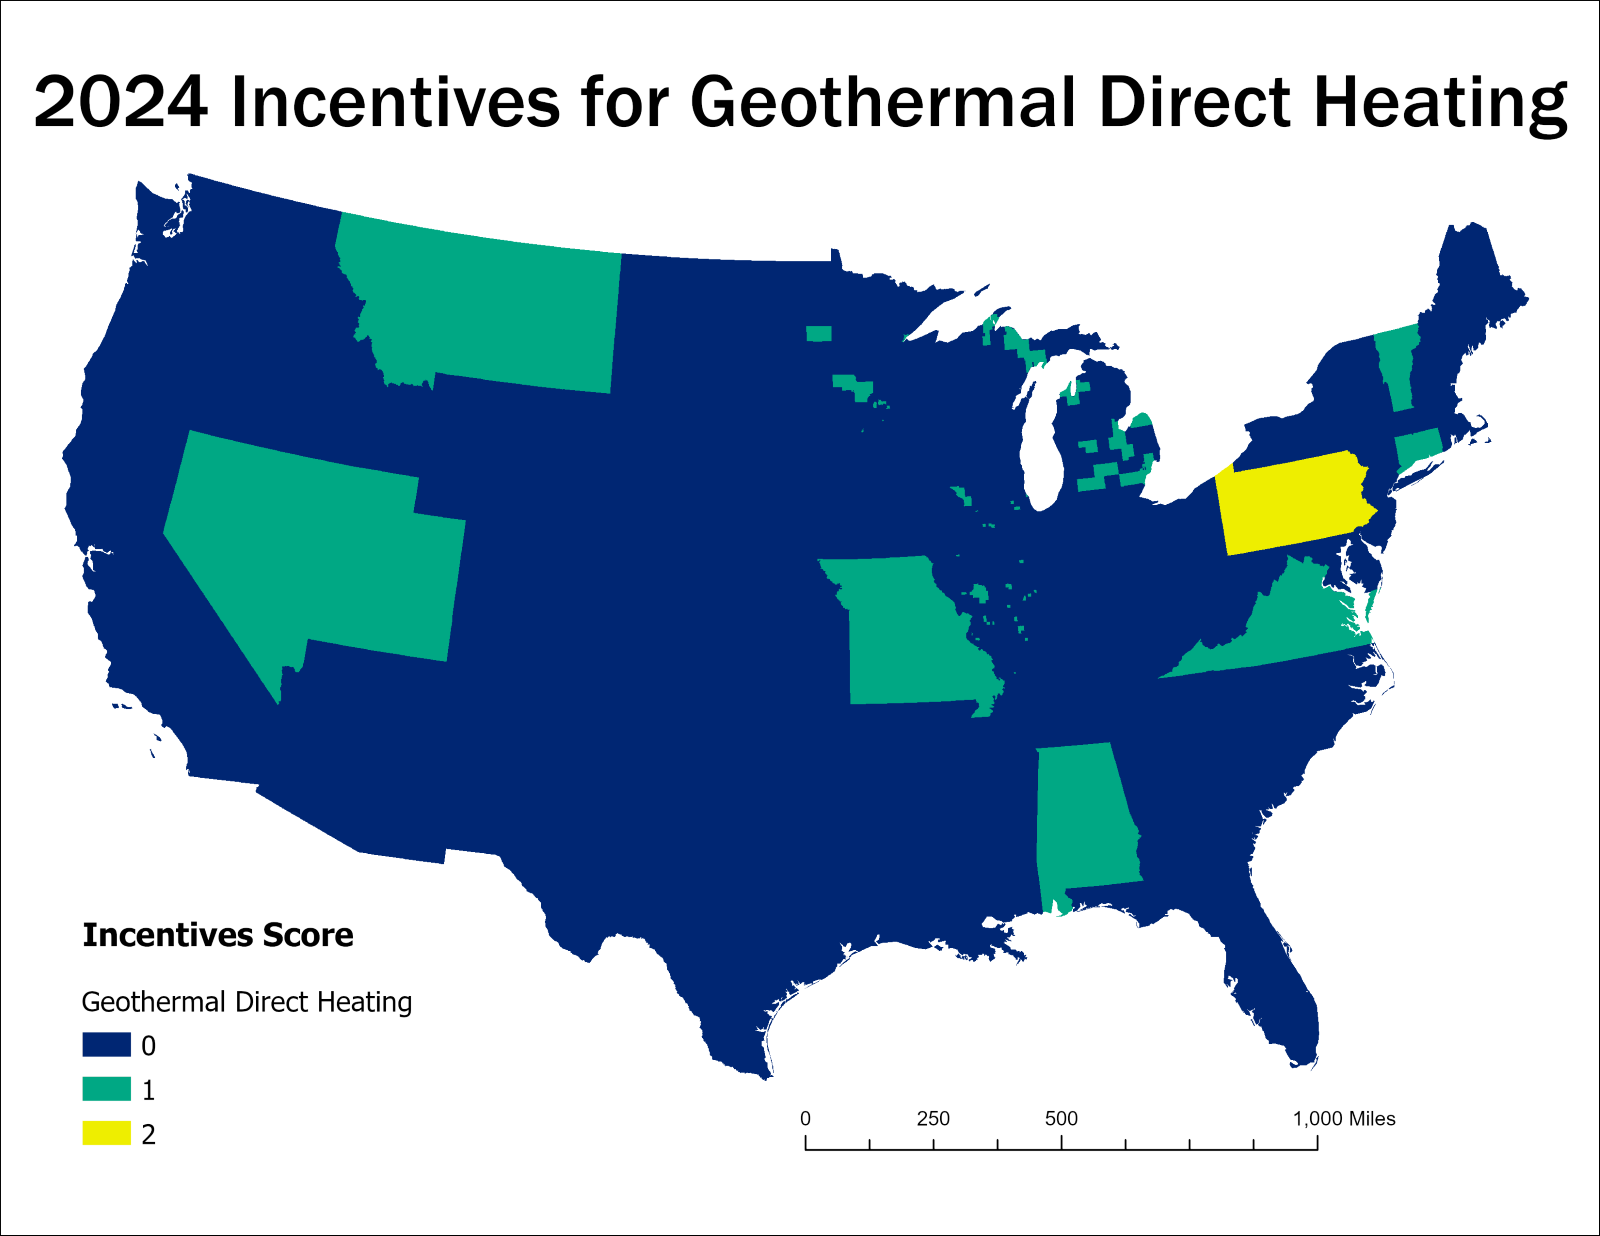 2024 Incentives for Geothermal Direct Heating
Incentives Score
Geothermal Direct Heating
0
1
2
0 250 500 1,000 Miles